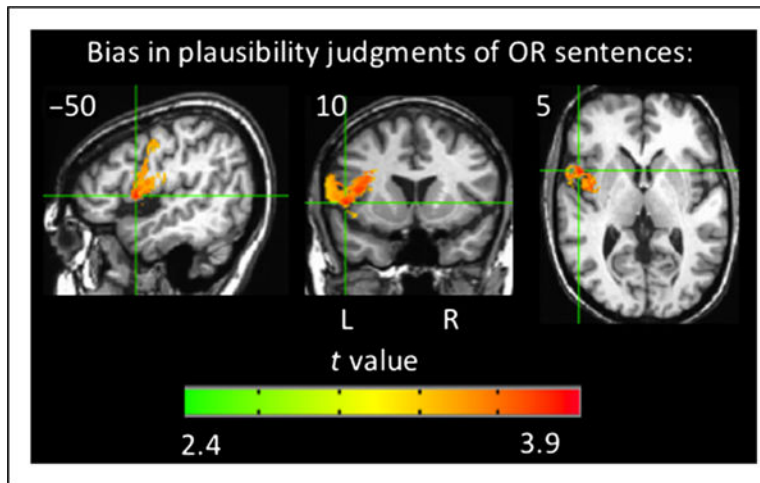 Bias in plausibility judgments of OR sentences:
−50
10
5
L R
t value
2.4 3.9